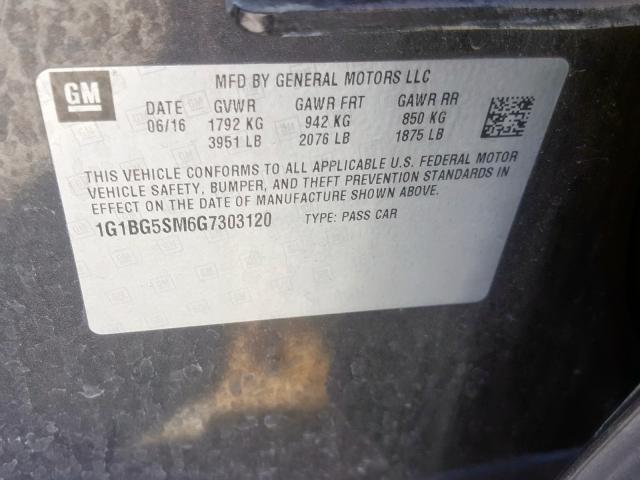 GM
MFD BY GENERAL MOTORS LLC
DATE GVWR GAWR FRT GAWR RR
06/16 1792 KG 942 KG 850 KG
3951 LB 2076 LB 1875 LB
THIS VEHICLE CONFORMS TO ALL APPLICABLE U.S. FEDERAL MOTOR
VEHICLE SAFETY, BUMPER, AND THEFT PREVENTION STANDARDS IN
EFFECT ON THE DATE OF MANUFACTURE SHOWN ABOVE.
1G1BG5SM6G7303120 TYPE: PASS CAR